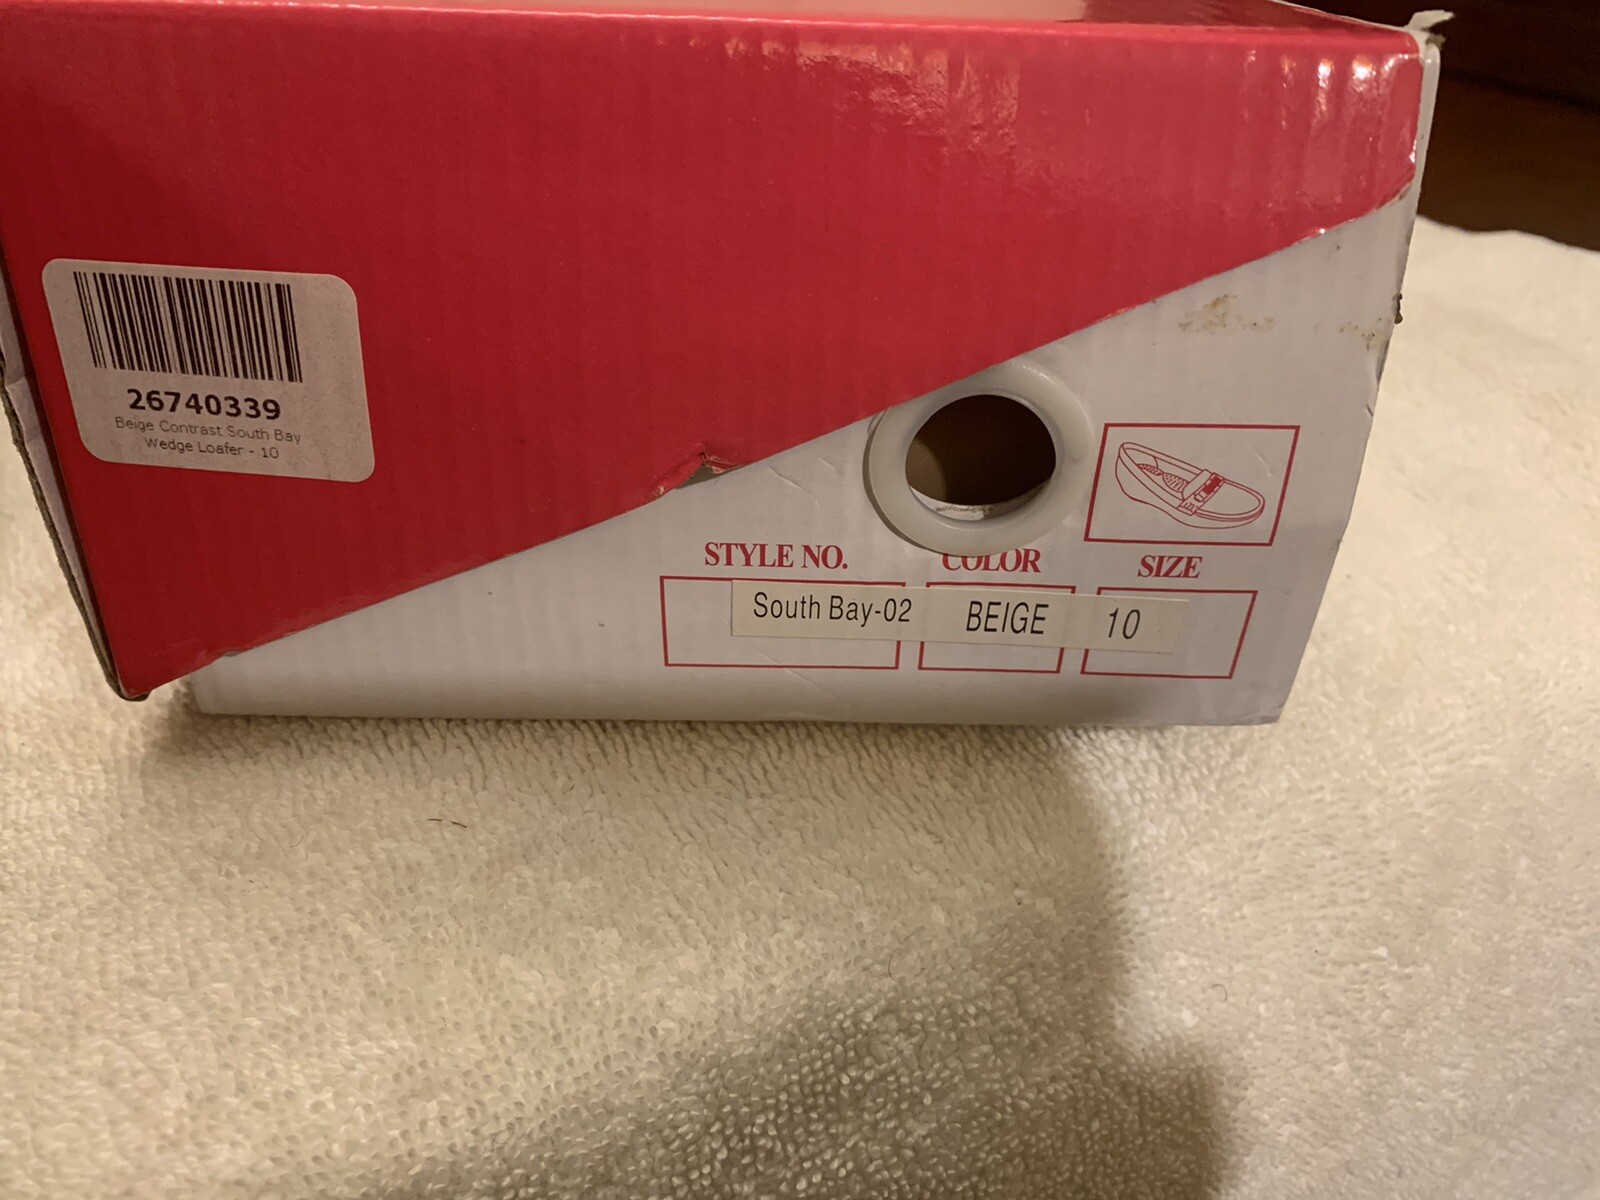 26740339
Beige Contrast South Bay
Wedge Loafer - 10
STYLE NO. COLOR SIZE
South Bay-02 BEIGE 10